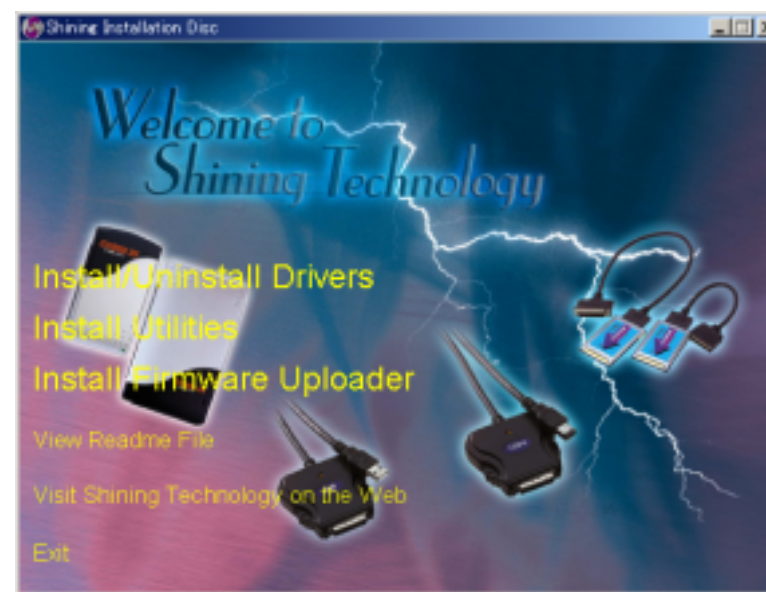 Shining Installation Disc
Welcome to
Shining Technology
Install/Uninstall Drivers
Install Utilities
Install Firmware Uploader
View Readme File
Visit Shining Technology on the Web
Exit